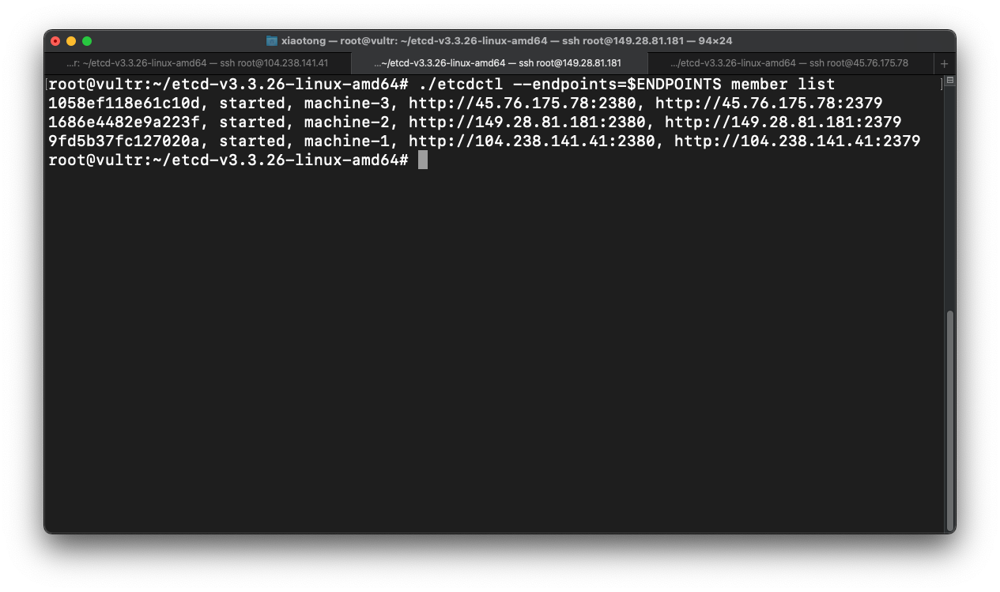 xiaotong — root@vultr: ~/etcd-v3.3.26-linux-amd64 — ssh root@149.28.81.181 — 94×24
...r: ~/etcd-v3.3.26-linux-amd64 — ssh root@104.238.141.41
...~/etcd-v3.3.26-linux-amd64 — ssh root@149.28.81.181
.../etcd-v3.3.26-linux-amd64 — ssh root@45.76.175.78
+
[root@vultr:~/etcd-v3.3.26-linux-amd64# ./etcdctl --endpoints=$ENDPOINTS member list ]
1058ef118e61c10d, started, machine-3, http://45.76.175.78:2380, http://45.76.175.78:2379
1686e4482e9a223f, started, machine-2, http://149.28.81.181:2380, http://149.28.81.181:2379
9fd5b37fc127020a, started, machine-1, http://104.238.141.41:2380, http://104.238.141.41:2379
root@vultr:~/etcd-v3.3.26-linux-amd64#